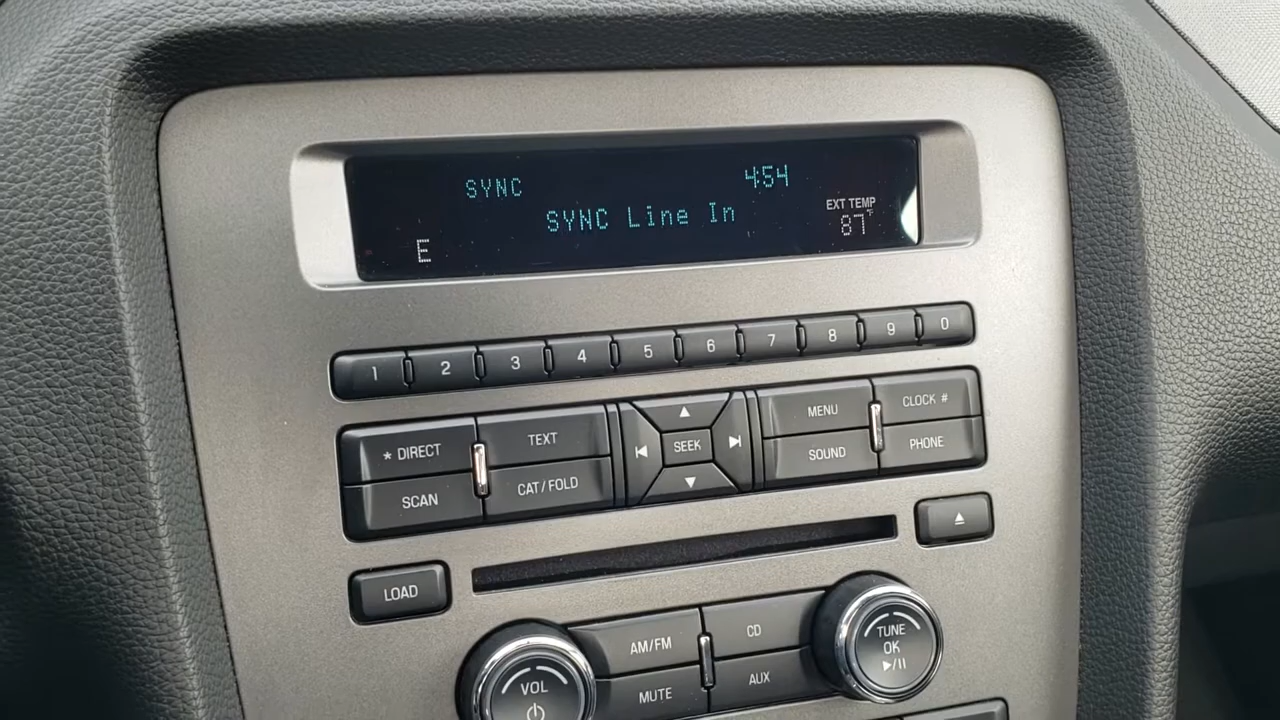 SYNC 4:54
SYNC Line In
EXT TEMP
E 87°F
1 2 3 4 5 6 7 8 9 0
* DIRECT TEXT SEEK MENU CLOCK #
SCAN CAT/FOLD SOUND PHONE
LOAD
AM/FM CD TUNE
OK
VOL MUTE AUX